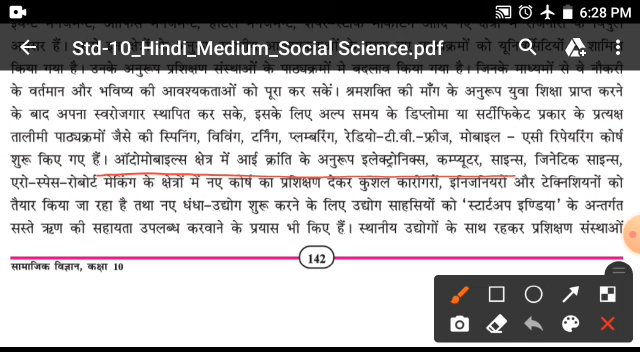 6:28 PM
Std-10_Hindi_Medium_Social Science.pdf
किया गया है। उनके अनुरूप प्रशिक्षण संस्थाओं के पाठ्यक्रमों मे बदलाव किया गया है। जिनके माध्यमों से वे नौकरी
के वर्तमान और भविष्य की आवश्यकताओं को पूरा कर सकें। श्रमशक्ति की माँग के अनुरूप युवा शिक्षा प्राप्त करने
के बाद अपना स्वरोजगार स्थापित कर सके, इसके लिए अल्प समय के डिप्लोमा या सर्टीफिकेट प्रकार के प्रत्यक्ष
तालीमी पाठ्यक्रमों जैसे की स्पिनिंग, विविंग, टर्निंग, प्लम्बरिंग, रेडियो-टी.वी.-फ्रीज, मोबाइल - एसी रिपेयरिंग कोर्ष
शुरू किए गए हैं। ऑटोमोबाइल्स क्षेत्र में आई क्रांति के अनुरूप इलेक्ट्रोनिक्स, कम्प्यूटर, साइन्स, जिनेटिक साइन्स,
एरो-स्पेस-रोबोर्ट मेकिंग के क्षेत्रों में नए कोर्ष का प्रशिक्षण देकर कुशल कारीगरों, इनजिनियरों और टेक्निशियनों को
तैयार किया जा रहा है तथा नए धंधा-उद्योग शुरू करने के लिए उद्योग साहसियों को 'स्टार्टअप इण्डिया' के अन्तर्गत
सस्ते ऋण की सहायता उपलब्ध करवाने के प्रयास भी किए हैं। स्थानीय उद्योगों के साथ रहकर प्रशिक्षण संस्थाओं
142
सामाजिक विज्ञान, कक्षा 10